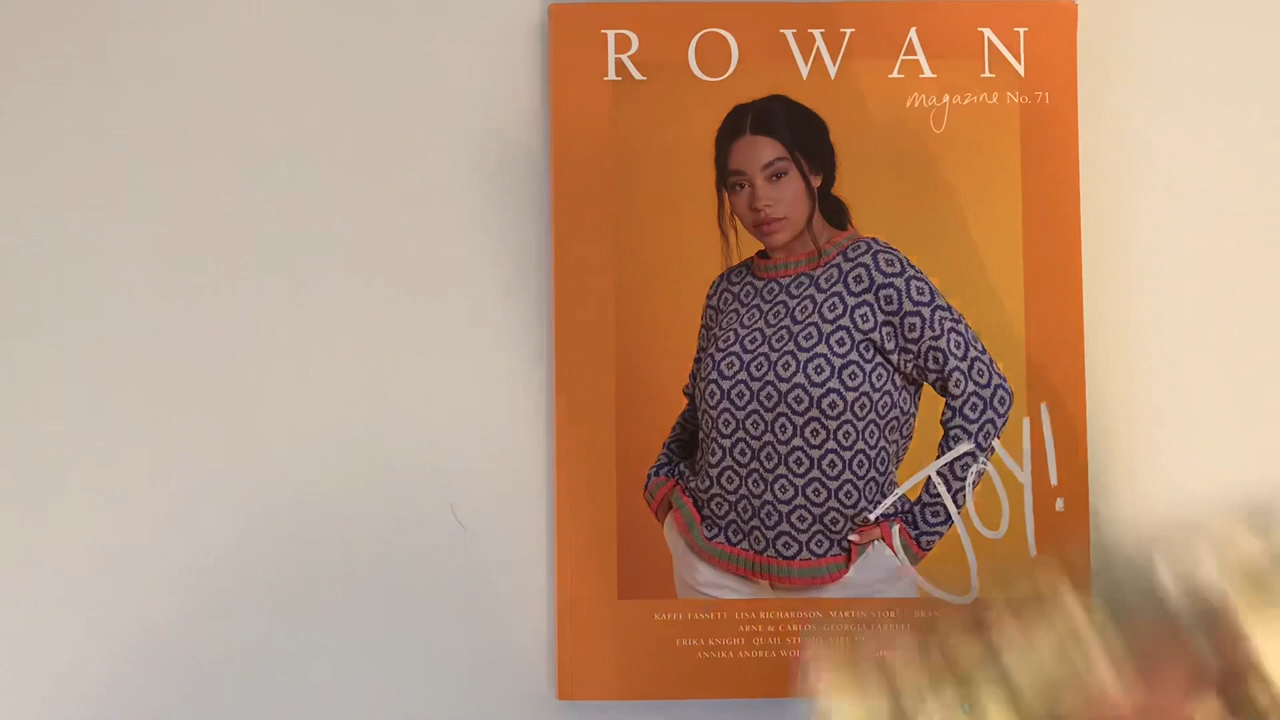 ROWAN
magazine No. 71
JOY!
KAFFE FASSETT LISA RICHARDSON MARTIN STOREY
ARNE & CARLOS GEORGIA FARRELL
ERIKA KNIGHT QUAIL STUDIO
ANNIKA ANDREA